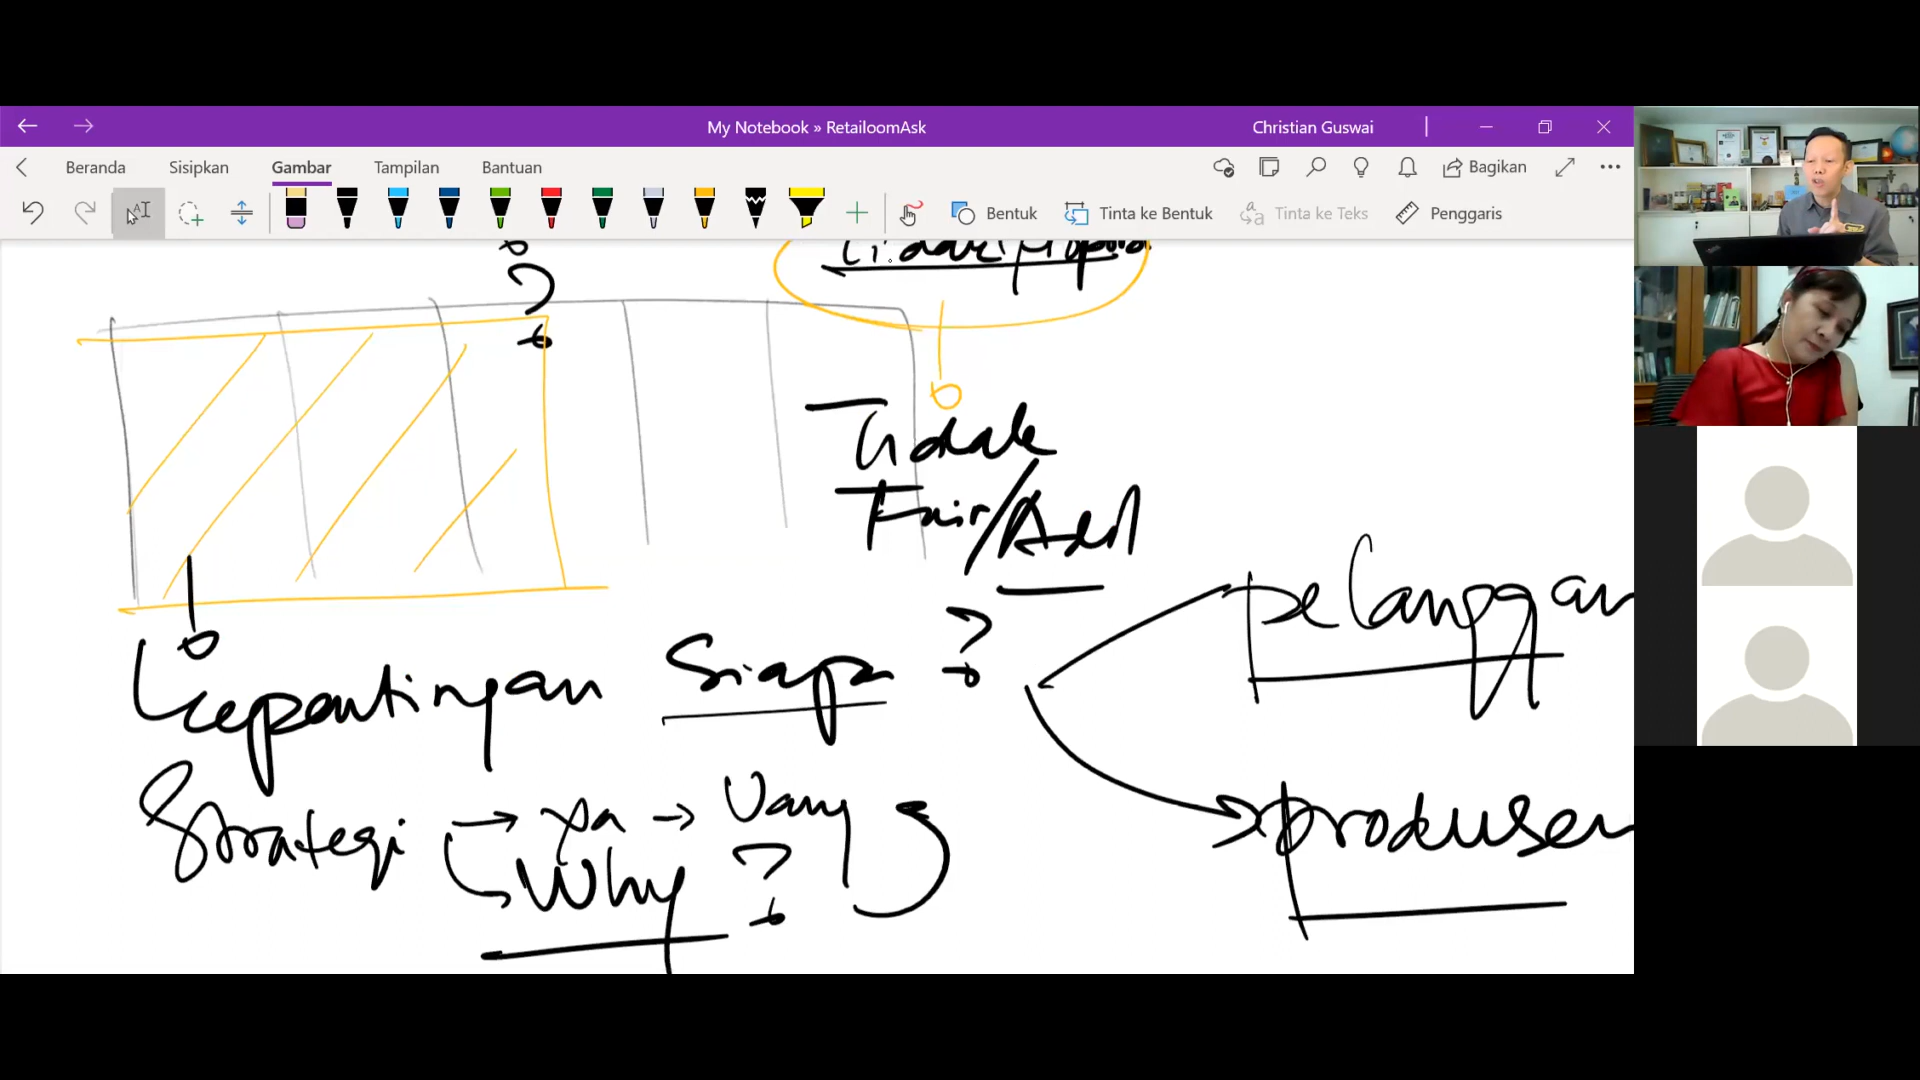 My Notebook » RetailoomAsk
Christian Guswai
Beranda Sisipkan Gambar Tampilan Bantuan
Bagikan
Bentuk Tinta ke Bentuk Tinta ke Teks Penggaris
?
Tidak
Fair/Adil
Kepentingan Siapa ?
pelanggan
Strategi → ya → Uang
Why ?
produsen